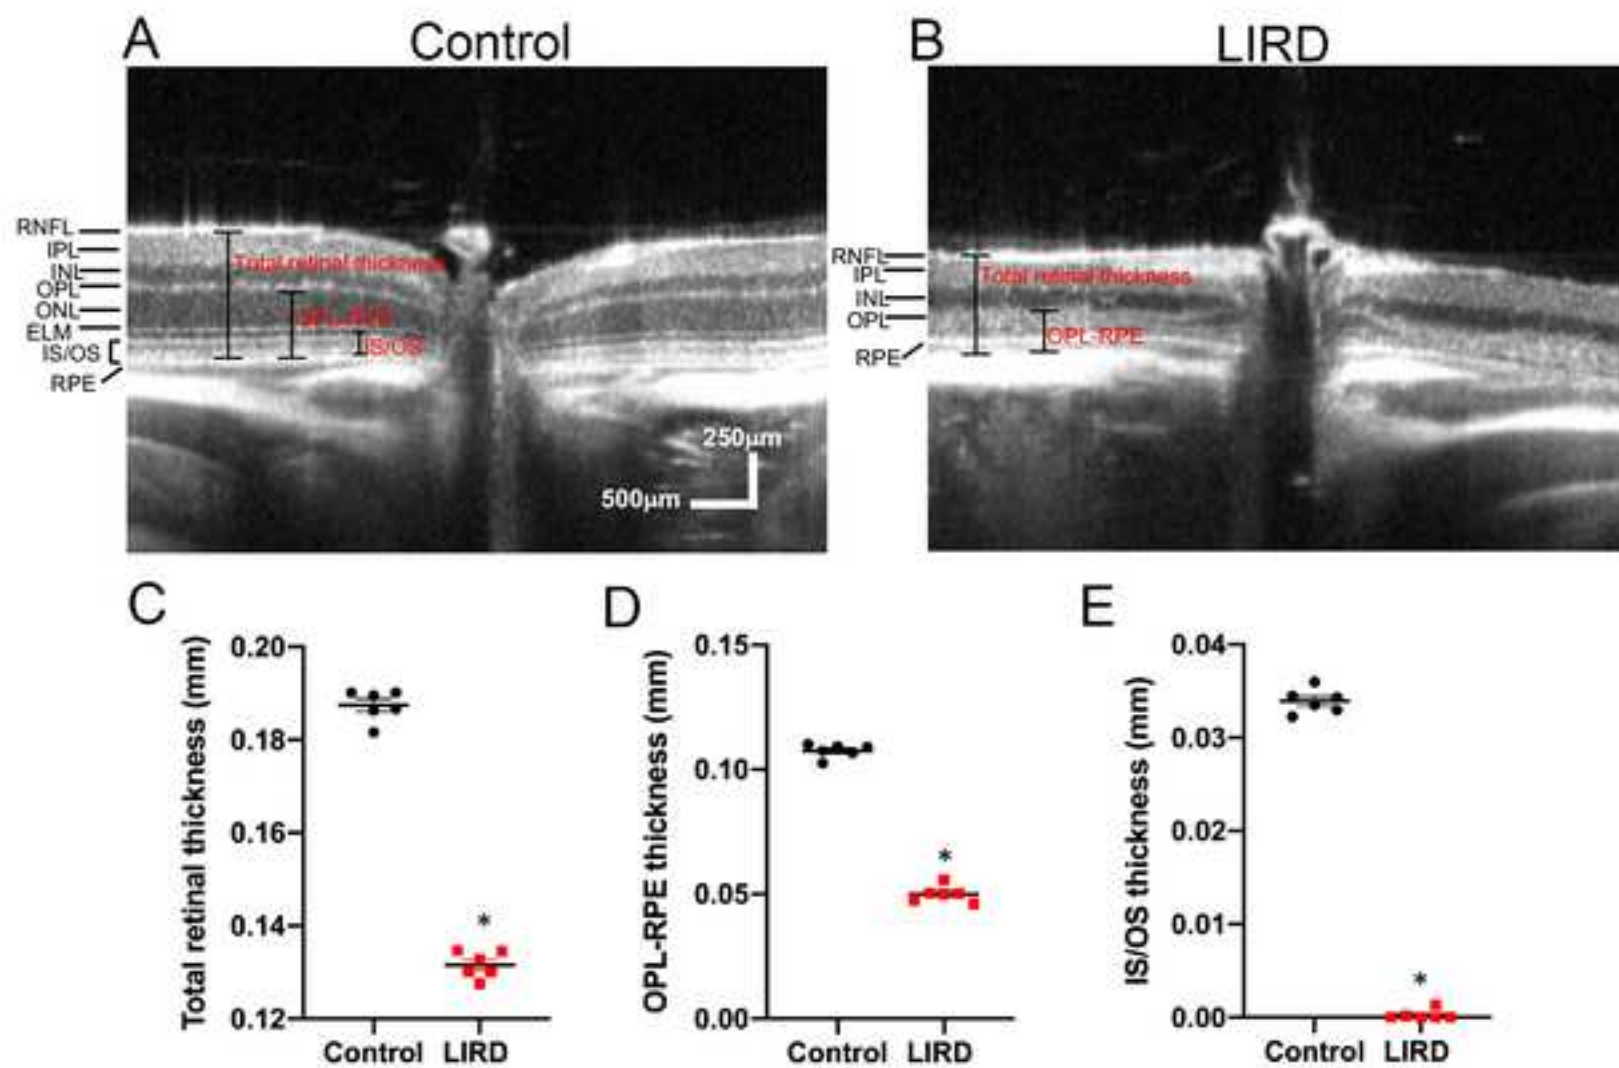 A Control
B LIRD
RNFL
IPL
INL
OPL
ONL
ELM
IS/OS
RPE
Total retinal thickness
IS/OS
250µm
500µm
RNFL
IPL
INL
OPL
RPE
Total retinal thickness
OPL-RPE
C
Total retinal thickness (mm)
0.20
0.18
0.16
0.14
0.12
*
Control LIRD
D
OPL-RPE thickness (mm)
0.15
0.10
0.05
0.00
*
Control LIRD
E
IS/OS thickness (mm)
0.04
0.03
0.02
0.01
0.00
*
Control LIRD